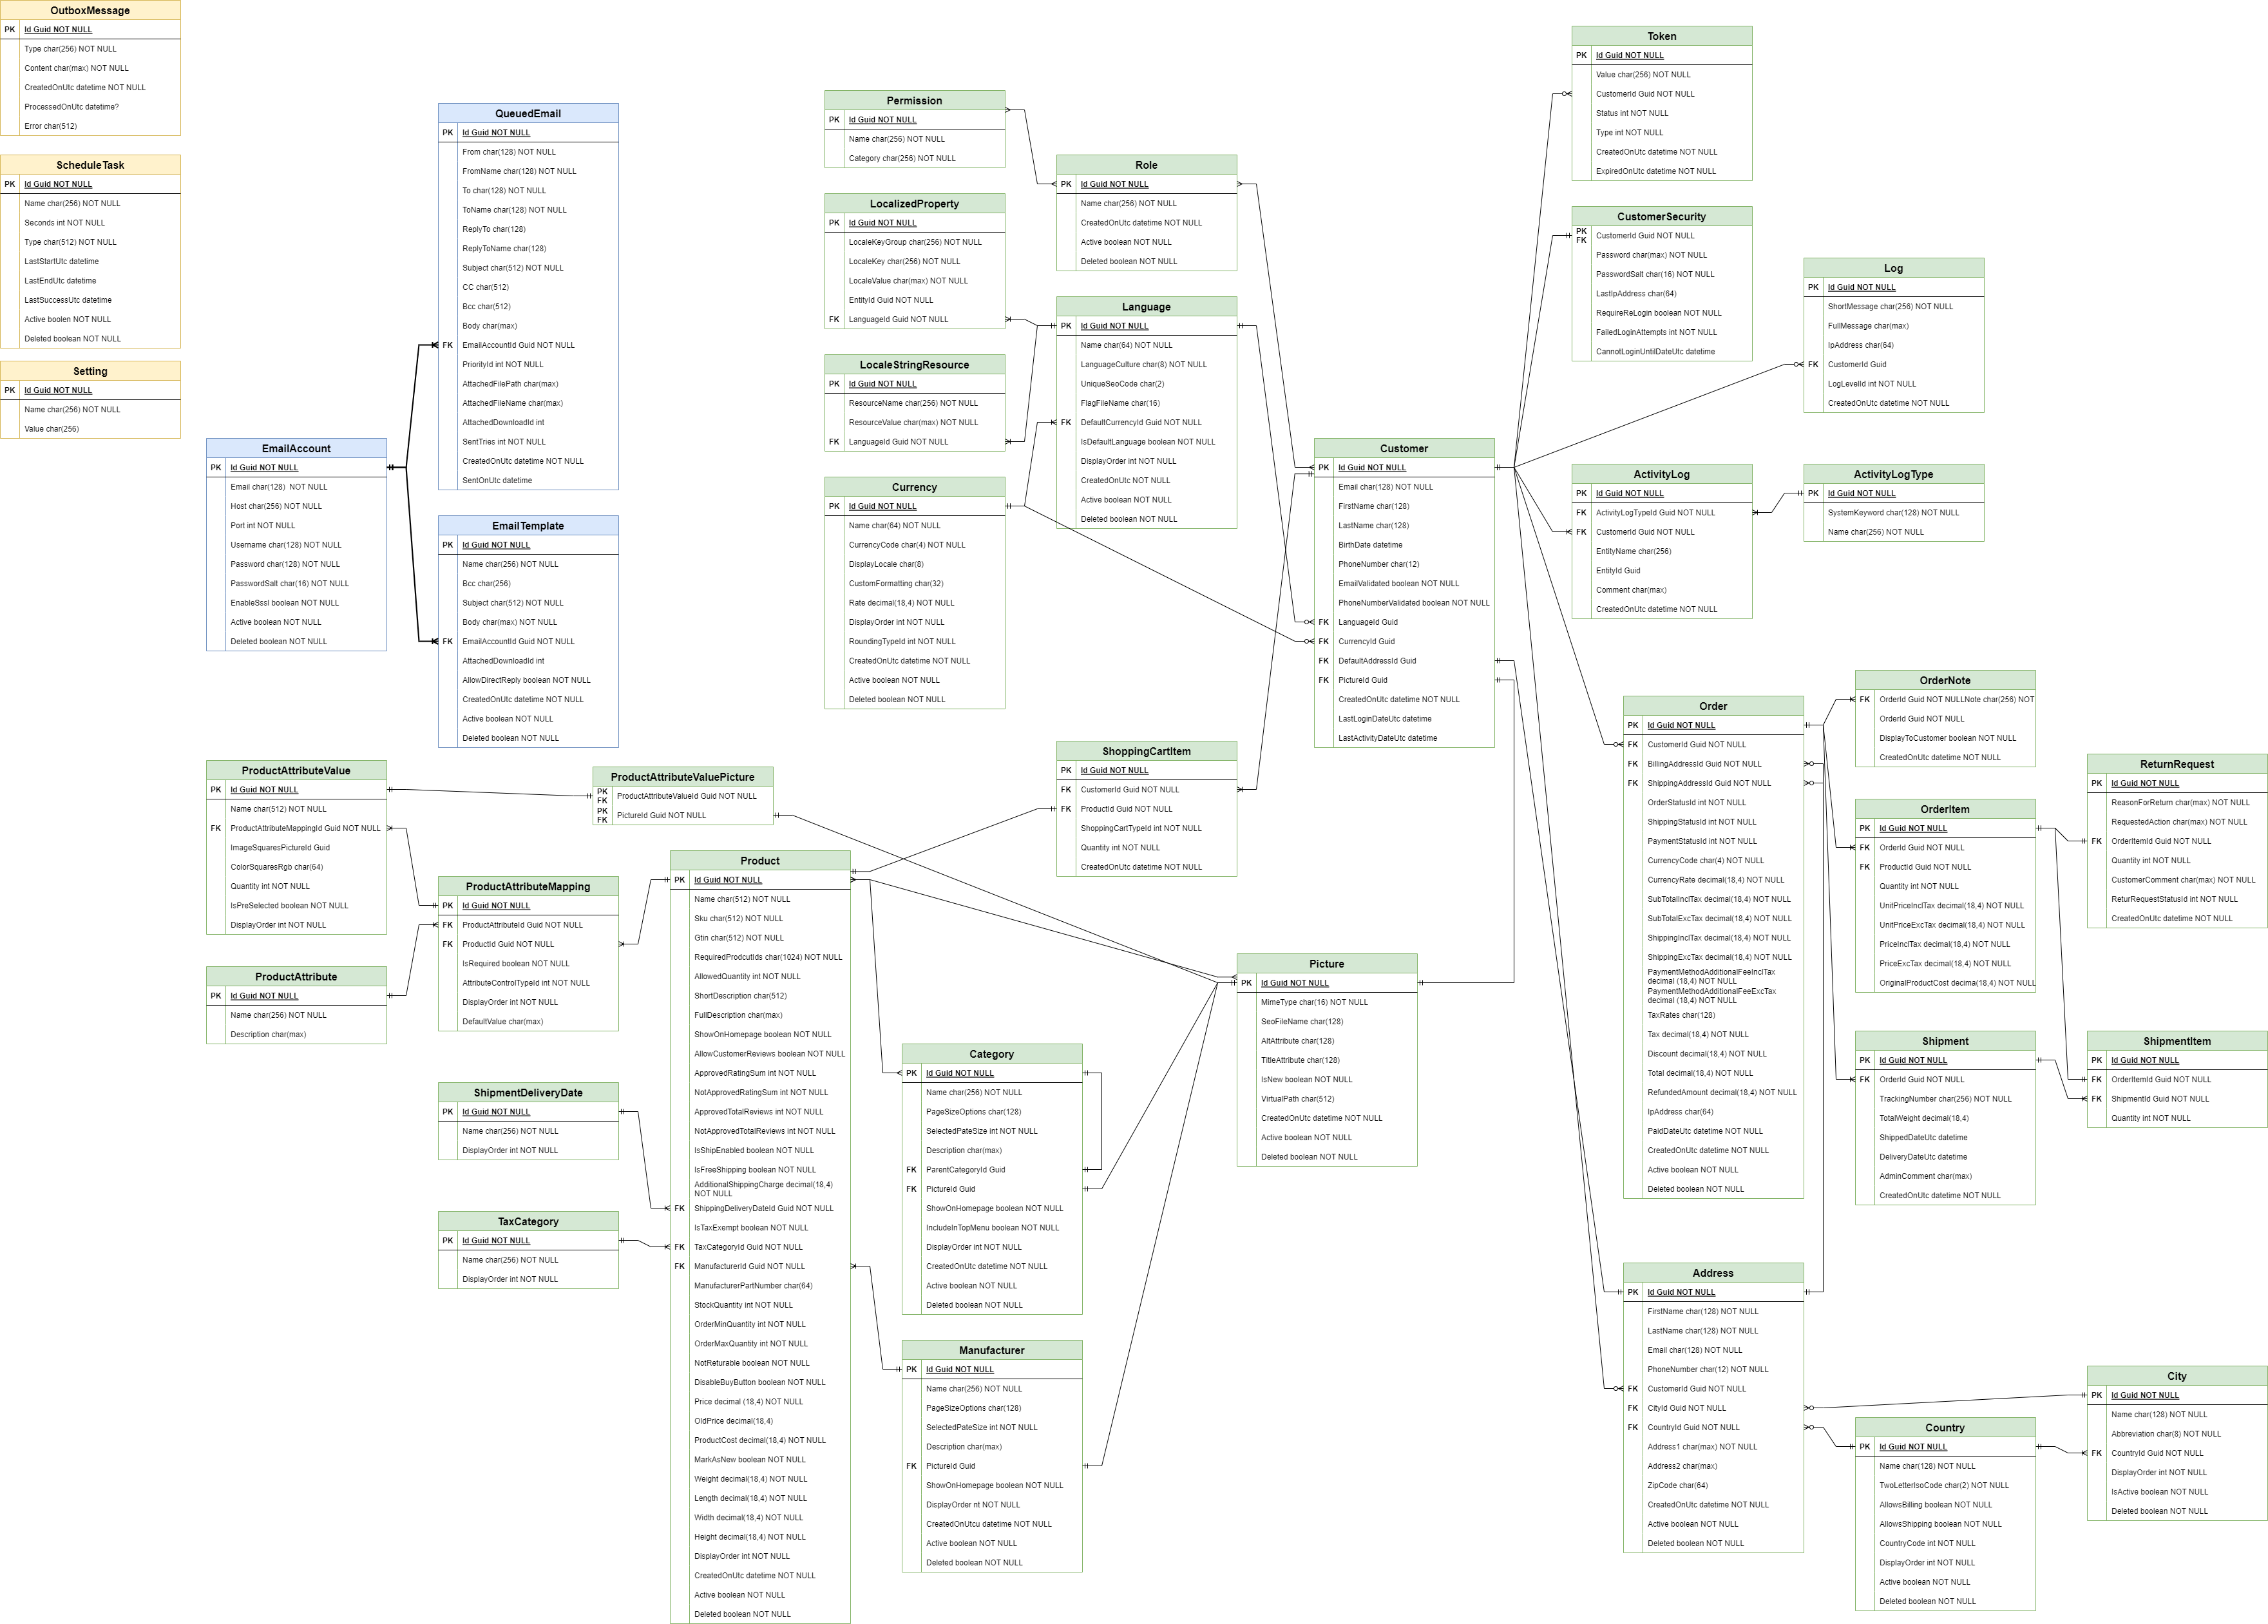 OutboxMessage
PK Id Guid NOT NULL
Type char(256) NOT NULL
Content char(max) NOT NULL
CreatedOnUtc datetime NOT NULL
ProcessedOnUtc datetime?
Error char(512)
ScheduleTask
PK Id Guid NOT NULL
Name char(256) NOT NULL
Seconds int NOT NULL
Type char(512) NOT NULL
LastStartUtc datetime
LastEndUtc datetime
LastSuccessUtc datetime
Active boolen NOT NULL
Deleted boolean NOT NULL
Setting
PK Id Guid NOT NULL
Name char(256) NOT NULL
Value char(256)
EmailAccount
PK Id Guid NOT NULL
Email char(128) NOT NULL
Host char(256) NOT NULL
Port int NOT NULL
Username char(128) NOT NULL
Password char(128) NOT NULL
PasswordSalt char(16) NOT NULL
EnableSssl boolean NOT NULL
Active boolean NOT NULL
Deleted boolean NOT NULL
QueuedEmail
PK Id Guid NOT NULL
From char(128) NOT NULL
FromName char(128) NOT NULL
To char(128) NOT NULL
ToName char(128) NOT NULL
ReplyTo char(128)
ReplyToName char(128)
Subject char(512) NOT NULL
CC char(512)
Bcc char(512)
Body char(max)
FK EmailAccountId Guid NOT NULL
PriorityId int NOT NULL
AttachedFilePath char(max)
AttachedFileName char(max)
AttachedDownloadId int
SentTries int NOT NULL
CreatedOnUtc datetime NOT NULL
SentOnUtc datetime
EmailTemplate
PK Id Guid NOT NULL
Name char(256) NOT NULL
Bcc char(256)
Subject char(512) NOT NULL
Body char(max) NOT NULL
FK EmailAccountId Guid NOT NULL
AttachedDownloadId int
AllowDirectReply boolean NOT NULL
CreatedOnUtc datetime NOT NULL
Active boolean NOT NULL
Deleted boolean NOT NULL
Permission
PK Id Guid NOT NULL
Name char(256) NOT NULL
Category char(256) NOT NULL
LocalizedProperty
PK Id Guid NOT NULL
LocaleKeyGroup char(256) NOT NULL
LocaleKey char(256) NOT NULL
LocaleValue char(max) NOT NULL
EntityId Guid NOT NULL
FK LanguageId Guid NOT NULL
LocaleStringResource
PK Id Guid NOT NULL
ResourceName char(256) NOT NULL
ResourceValue char(max) NOT NULL
FK LanguageId Guid NOT NULL
Currency
PK Id Guid NOT NULL
Name char(64) NOT NULL
CurrencyCode char(4) NOT NULL
DisplayLocale char(8)
CustomFormatting char(32)
Rate decimal(18,4) NOT NULL
DisplayOrder int NOT NULL
RoundingTypeId int NOT NULL
CreatedOnUtc datetime NOT NULL
Active boolean NOT NULL
Deleted boolean NOT NULL
Role
PK Id Guid NOT NULL
Name char(256) NOT NULL
CreatedOnUtc datetime NOT NULL
Active boolean NOT NULL
Deleted boolean NOT NULL
Language
PK Id Guid NOT NULL
Name char(64) NOT NULL
LanguageCulture char(8) NOT NULL
UniqueSeoCode char(2)
FlagFileName char(16)
FK DefaultCurrencyId Guid NOT NULL
IsDefaultLanguage boolean NOT NULL
DisplayOrder int NOT NULL
CreatedOnUtc NOT NULL
Active boolean NOT NULL
Deleted boolean NOT NULL
Customer
PK Id Guid NOT NULL
Email char(128) NOT NULL
FirstName char(128)
LastName char(128)
BirthDate datetime
PhoneNumber char(12)
EmailValidated boolean NOT NULL
PhoneNumberValidated boolean NOT NULL
FK LanguageId Guid
FK CurrencyId Guid
FK DefaultAddressId Guid
FK PictureId Guid
CreatedOnUtc datetime NOT NULL
LastLoginDateUtc datetime
LastActivityDateUtc datetime
Token
PK Id Guid NOT NULL
Value char(256) NOT NULL
CustomerId Guid NOT NULL
Status int NOT NULL
Type int NOT NULL
CreatedOnUtc datetime NOT NULL
ExpiredOnUtc datetime NOT NULL
CustomerSecurity
PK FK CustomerId Guid NOT NULL
Password char(max) NOT NULL
PasswordSalt char(16) NOT NULL
LastIpAddress char(64)
RequireReLogin boolean NOT NULL
FailedLoginAttempts int NOT NULL
CannotLoginUntilDateUtc datetime
Log
PK Id Guid NOT NULL
ShortMessage char(256) NOT NULL
FullMessage char(max)
IpAddress char(64)
FK CustomerId Guid
LogLevelId int NOT NULL
CreatedOnUtc datetime NOT NULL
ActivityLog
PK Id Guid NOT NULL
FK ActivityLogTypeId Guid NOT NULL
FK CustomerId Guid NOT NULL
EntityName char(256)
EntityId Guid
Comment char(max)
CreatedOnUtc datetime NOT NULL
ActivityLogType
PK Id Guid NOT NULL
SystemKeyword char(128) NOT NULL
Name char(256) NOT NULL
Order
PK Id Guid NOT NULL
FK CustomerId Guid NOT NULL
FK BillingAddressId Guid NOT NULL
FK ShippingAddressId Guid NOT NULL
OrderStatusId int NOT NULL
ShippingStatusId int NOT NULL
PaymentStatusId int NOT NULL
CurrencyCode char(4) NOT NULL
CurrencyRate decimal(18,4) NOT NULL
SubTotalInclTax decimal(18,4) NOT NULL
SubTotalExcTax decimal(18,4) NOT NULL
ShippingInclTax decimal(18,4) NOT NULL
ShippingExcTax decimal(18,4) NOT NULL
PaymentMethodAdditionalFeeInclTax
decimal (18,4) NOT NULL
PaymentMethodAdditionalFeeExcTax
decimal (18,4) NOT NULL
TaxRates char(128)
Tax decimal(18,4) NOT NULL
Discount decimal(18,4) NOT NULL
Total decimal(18,4) NOT NULL
RefundedAmount decimal(18,4) NOT NULL
IpAddress char(64)
PaidDateUtc datetime NOT NULL
CreatedOnUtc datetime NOT NULL
Active boolean NOT NULL
Deleted boolean NOT NULL
OrderNote
FK OrderId Guid NOT NULLNote char(256) NOT
OrderId Guid NOT NULL
DisplayToCustomer boolean NOT NULL
CreatedOnUtc datetime NOT NULL
OrderItem
PK Id Guid NOT NULL
FK OrderId Guid NOT NULL
FK ProductId Guid NOT NULL
Quantity int NOT NULL
UnitPriceInclTax decimal(18,4) NOT NULL
UnitPriceExcTax decimal(18,4) NOT NULL
PriceInclTax decimal(18,4) NOT NULL
PriceExcTax decimal(18,4) NOT NULL
OriginalProductCost decima(18,4) NOT NULL
ReturnRequest
PK Id Guid NOT NULL
ReasonForReturn char(max) NOT NULL
RequestedAction char(max) NOT NULL
FK OrderItemId Guid NOT NULL
Quantity int NOT NULL
CustomerComment char(max) NOT NULL
ReturRequestStatusId int NOT NULL
CreatedOnUtc datetime NOT NULL
Shipment
PK Id Guid NOT NULL
FK OrderId Guid NOT NULL
TrackingNumber char(256) NOT NULL
TotalWeight decimal(18,4)
ShippedDateUtc datetime
DeliveryDateUtc datetime
AdminComment char(max)
CreatedOnUtc datetime NOT NULL
ShipmentItem
PK Id Guid NOT NULL
FK OrderItemId Guid NOT NULL
FK ShipmentId Guid NOT NULL
Quantity int NOT NULL
ProductAttributeValue
PK Id Guid NOT NULL
Name char(512) NOT NULL
FK ProductAttributeMappingId Guid NOT NULL
ImageSquaresPictureId Guid
ColorSquaresRgb char(64)
Quantity int NOT NULL
IsPreSelected boolean NOT NULL
DisplayOrder int NOT NULL
ProductAttribute
PK Id Guid NOT NULL
Name char(256) NOT NULL
Description char(max)
ProductAttributeMapping
PK Id Guid NOT NULL
FK ProductAttributeId Guid NOT NULL
FK ProductId Guid NOT NULL
IsRequired boolean NOT NULL
AttributeControlTypeId int NOT NULL
DisplayOrder int NOT NULL
DefaultValue char(max)
ProductAttributeValuePicture
PK FK ProductAttributeValueId Guid NOT NULL
PK FK PictureId Guid NOT NULL
ShipmentDeliveryDate
PK Id Guid NOT NULL
Name char(256) NOT NULL
DisplayOrder int NOT NULL
TaxCategory
PK Id Guid NOT NULL
Name char(256) NOT NULL
DisplayOrder int NOT NULL
Product
PK Id Guid NOT NULL
Name char(512) NOT NULL
Sku char(512) NOT NULL
Gtin char(512) NOT NULL
RequiredProdcutIds char(1024) NOT NULL
AllowedQuantity int NOT NULL
ShortDescription char(512)
FullDescription char(max)
ShowOnHomepage boolean NOT NULL
AllowCustomerReviews boolean NOT NULL
ApprovedRatingSum int NOT NULL
NotApprovedRatingSum int NOT NULL
ApprovedTotalReviews int NOT NULL
NotApprovedTotalReviews int NOT NULL
IsShipEnabled boolean NOT NULL
IsFreeShipping boolean NOT NULL
AdditionalShippingCharge decimal(18,4)
NOT NULL
FK ShippingDeliveryDateId Guid NOT NULL
IsTaxExempt boolean NOT NULL
FK TaxCategoryId Guid NOT NULL
FK ManufacturerId Guid NOT NULL
ManufacturerPartNumber char(64)
StockQuantity int NOT NULL
OrderMinQuantity int NOT NULL
OrderMaxQuantity int NOT NULL
NotReturable boolean NOT NULL
DisableBuyButton boolean NOT NULL
Price decimal (18,4) NOT NULL
OldPrice decimal(18,4)
ProductCost decimal(18,4) NOT NULL
MarkAsNew boolean NOT NULL
Weight decimal(18,4) NOT NULL
Length decimal(18,4) NOT NULL
Width decimal(18,4) NOT NULL
Height decimal(18,4) NOT NULL
DisplayOrder int NOT NULL
CreatedOnUtc datetime NOT NULL
Active boolean NOT NULL
Deleted boolean NOT NULL
ShoppingCartItem
PK Id Guid NOT NULL
FK CustomerId Guid NOT NULL
FK ProductId Guid NOT NULL
ShoppingCartTypeId int NOT NULL
Quantity int NOT NULL
CreatedOnUtc datetime NOT NULL
Picture
PK Id Guid NOT NULL
MimeType char(16) NOT NULL
SeoFileName char(128)
AltAttribute char(128)
TitleAttribute char(128)
IsNew boolean NOT NULL
VirtualPath char(512)
CreatedOnUtc datetime NOT NULL
Active boolean NOT NULL
Deleted boolean NOT NULL
Category
PK Id Guid NOT NULL
Name char(256) NOT NULL
PageSizeOptions char(128)
SelectedPateSize int NOT NULL
Description char(max)
FK ParentCategoryId Guid
FK PictureId Guid
ShowOnHomepage boolean NOT NULL
IncludeInTopMenu boolean NOT NULL
DisplayOrder int NOT NULL
CreatedOnUtc datetime NOT NULL
Active boolean NOT NULL
Deleted boolean NOT NULL
Manufacturer
PK Id Guid NOT NULL
Name char(256) NOT NULL
PageSizeOptions char(128)
SelectedPateSize int NOT NULL
Description char(max)
FK PictureId Guid
ShowOnHomepage boolean NOT NULL
DisplayOrder nt NOT NULL
CreatedOnUtcu datetime NOT NULL
Active boolean NOT NULL
Deleted boolean NOT NULL
Address
PK Id Guid NOT NULL
FirstName char(128) NOT NULL
LastName char(128) NOT NULL
Email char(128) NOT NULL
PhoneNumber char(12) NOT NULL
FK CustomerId Guid NOT NULL
FK CityId Guid NOT NULL
FK CountryId Guid NOT NULL
Address1 char(max) NOT NULL
Address2 char(max)
ZipCode char(64)
CreatedOnUtc datetime NOT NULL
Active boolean NOT NULL
Deleted boolean NOT NULL
Country
PK Id Guid NOT NULL
Name char(128) NOT NULL
TwoLetterIsoCode char(2) NOT NULL
AllowsBilling boolean NOT NULL
AllowsShipping boolean NOT NULL
CountryCode int NOT NULL
DisplayOrder int NOT NULL
Active boolean NOT NULL
Deleted boolean NOT NULL
City
PK Id Guid NOT NULL
Name char(128) NOT NULL
Abbreviation char(8) NOT NULL
FK CountryId Guid NOT NULL
DisplayOrder int NOT NULL
IsActive boolean NOT NULL
Deleted boolean NOT NULL